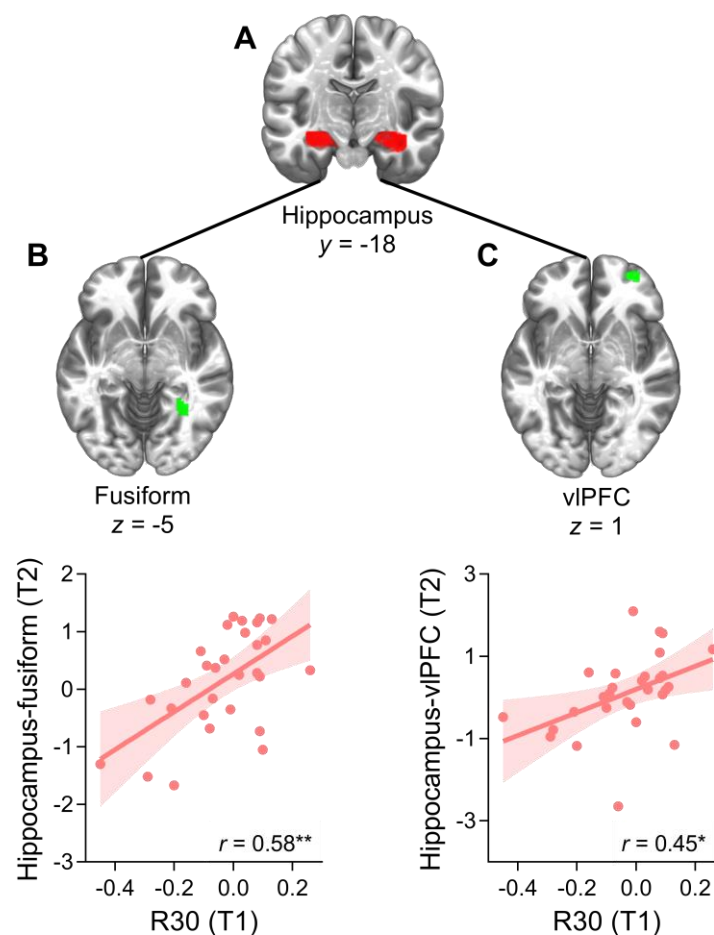 A
Hippocampus
y = -18
B
Fusiform
z = -5
C
vlPFC
z = 1
Hippocampus-fusiform (T2)
2
1
0
-1
-2
-3
-0.4 -0.2 0.0 0.2
r = 0.58**
R30 (T1)
Hippocampus-vlPFC (T2)
3
1
-1
-3
-0.4 -0.2 0.0 0.2
r = 0.45*
R30 (T1)